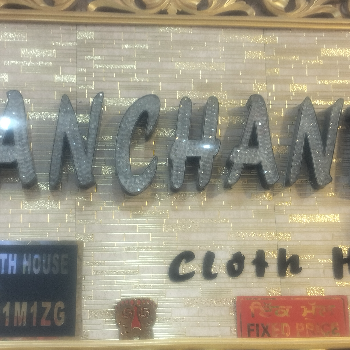 ANCHAN
Cloth H
TH HOUSE
1M1ZG
FIXED PRICE